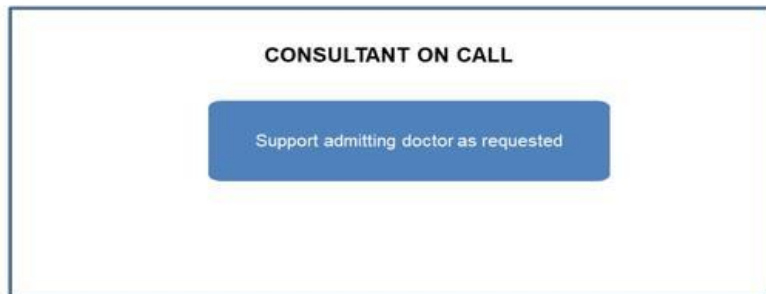 CONSULTANT ON CALL
Support admitting doctor as requested